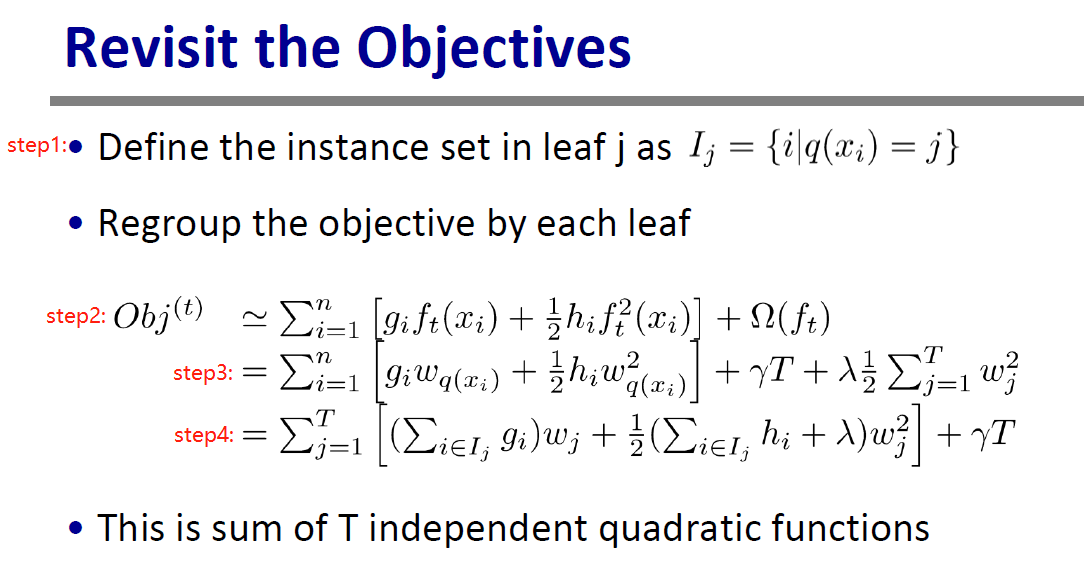 Revisit the Objectives
step1: • Define the instance set in leaf j as $I_j = \{i|q(x_i) = j\}$
• Regroup the objective by each leaf
step2: $Obj^{(t)} \simeq \sum_{i=1}^{n} \left[ g_i f_t(x_i) + \frac{1}{2} h_i f_t^2(x_i) \right] + \Omega(f_t)$
step3: $= \sum_{i=1}^{n} \left[ g_i w_{q(x_i)} + \frac{1}{2} h_i w_{q(x_i)}^2 \right] + \gamma T + \lambda \frac{1}{2} \sum_{j=1}^{T} w_j^2$
step4: $= \sum_{j=1}^{T} \left[ (\sum_{i \in I_j} g_i) w_j + \frac{1}{2} (\sum_{i \in I_j} h_i + \lambda) w_j^2 \right] + \gamma T$
• This is sum of T independent quadratic functions